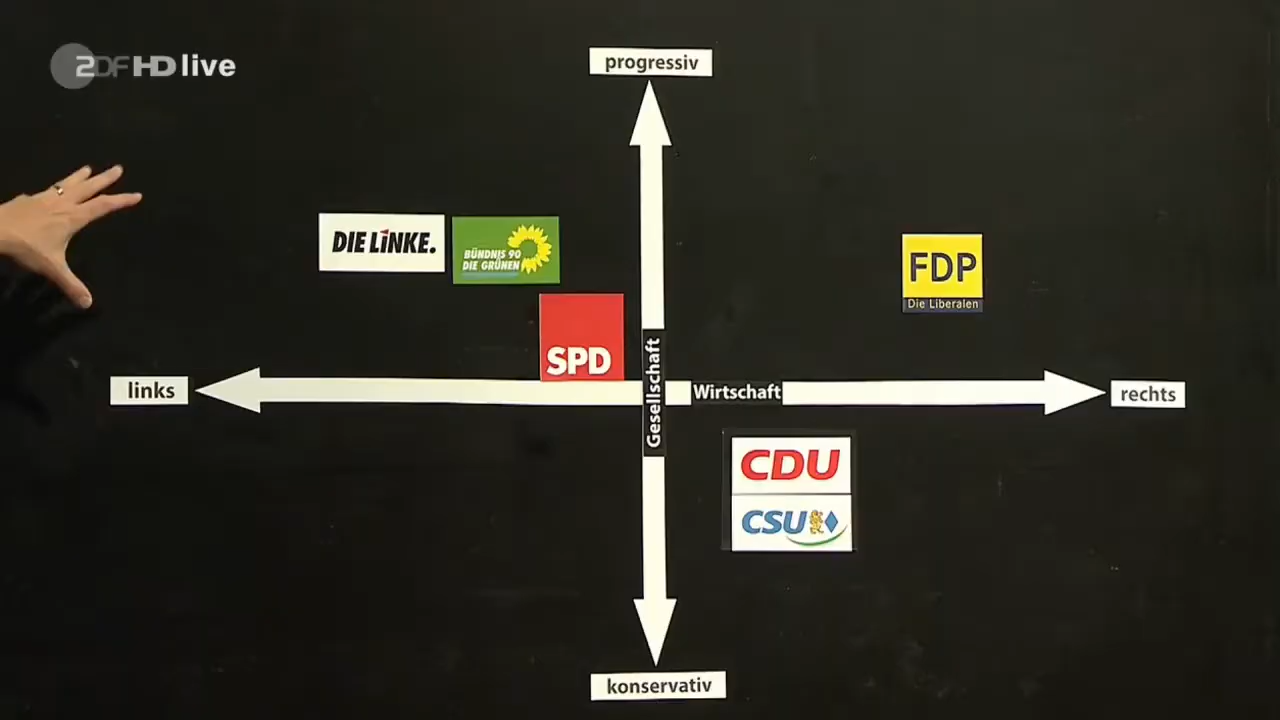 ZDF HD live
progressiv
DIE LINKE.
BÜNDNIS 90
DIE GRÜNEN
FDP
Die Liberalen
SPD
Gesellschaft
links
Wirtschaft
rechts
CDU
CSU
konservativ